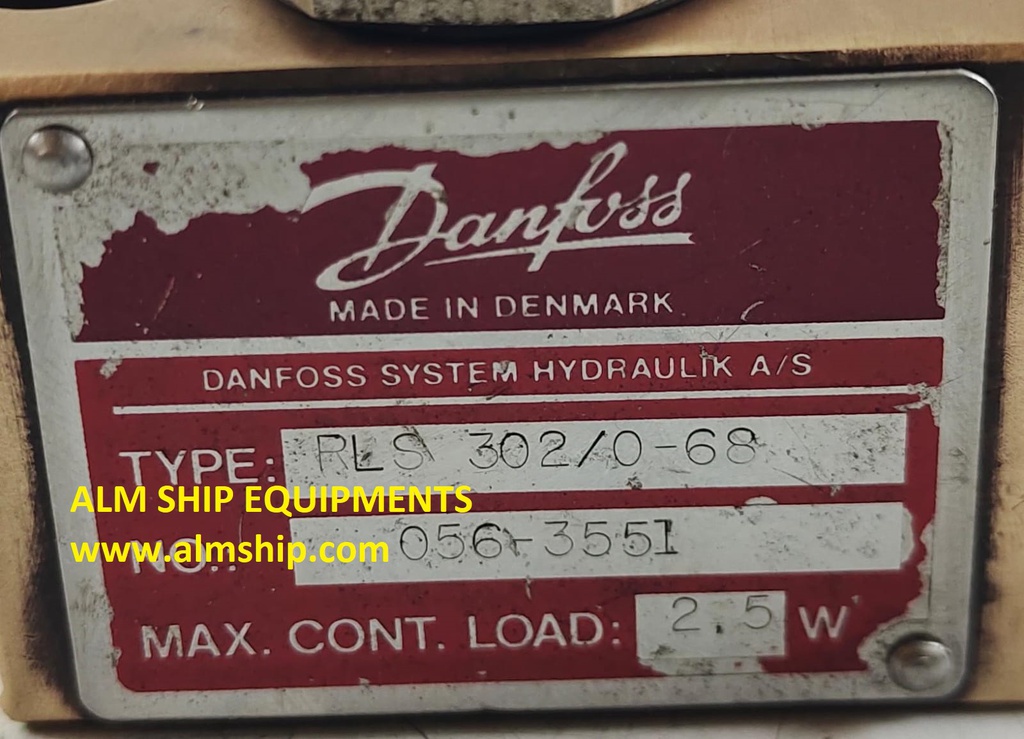 Danfoss
MADE IN DENMARK
DANFOSS SYSTEM HYDRAULIK A/S
TYPE: RLS 302/0-68
ALM SHIP EQUIPMENTS
www.almship.com
NO.: 056-3551
MAX. CONT. LOAD: 2.5 W